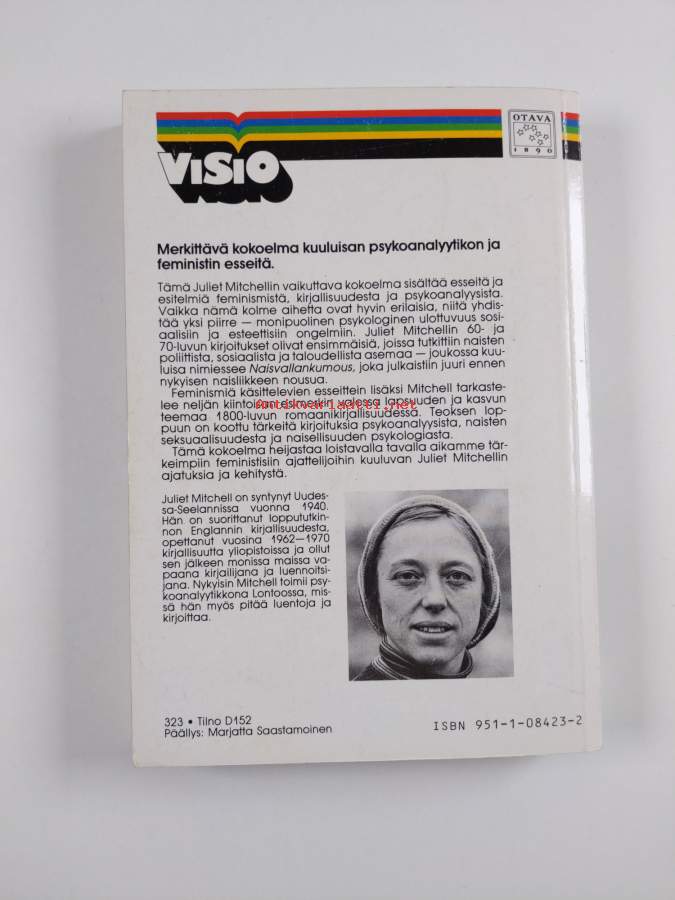 VISIO
OTAVA
1890
Merkittävä kokoelma kuuluisan psykoanalyytikon ja
feministin esseitä.
Tämä Juliet Mitchellin vaikuttava kokoelma sisältää esseitä ja
esitelmiä feminismistä, kirjallisuudesta ja psykoanalyysista.
Vaikka nämä kolme aihetta ovat hyvin erilaisia, niitä yhdis-
tää yksi piirre — monipuolinen psykologinen ulottuvuus sosi-
aalisiin ja esteettisiin ongelmiin. Juliet Mitchellin 60- ja
70-luvun kirjoitukset olivat ensimmäisiä, joissa tutkittiin naisten
poliittista, sosiaalista ja taloudellista asemaa — joukossa kuu-
luisa nimiessee Naisvallankumous, joka julkaistiin juuri ennen
nykyisen naisliikkeen nousua.
Feminismiä käsittelevien esseittein lisäksi Mitchell tarkaste-
lee neljän kiintoisan esimerkin valossa lapsuuden ja kasvun
antikvariaatti.net
teemaa 1800-luvun romaanikirjallisuudessa. Teoksen lop-
puun on koottu tärkeitä kirjoituksia psykoanalyysista, naisten
seksuaalisuudesta ja naisellisuuden psykologiasta.
Tämä kokoelma heijastaa loistavalla tavalla aikamme tär-
keimpiin feministisiin ajattelijoihin kuuluvan Juliet Mitchellin
ajatuksia ja kehitystä.
Juliet Mitchell on syntynyt Uudes-
sa-Seelannissa vuonna 1940.
Hän on suorittanut loppututkin-
non Englannin kirjallisuudesta,
opettanut vuosina 1962—1970
kirjallisuutta yliopistoissa ja ollut
sen jälkeen monissa maissa va-
paana kirjailijana ja luennoitsi-
jana. Nykyisin Mitchell toimii psy-
koanalyytikkona Lontoossa, mis-
sä hän myös pitää luentoja ja
kirjoittaa.
323 • Tilno D152
Päällys: Marjatta Saastamoinen
ISBN 951-1-08423-2